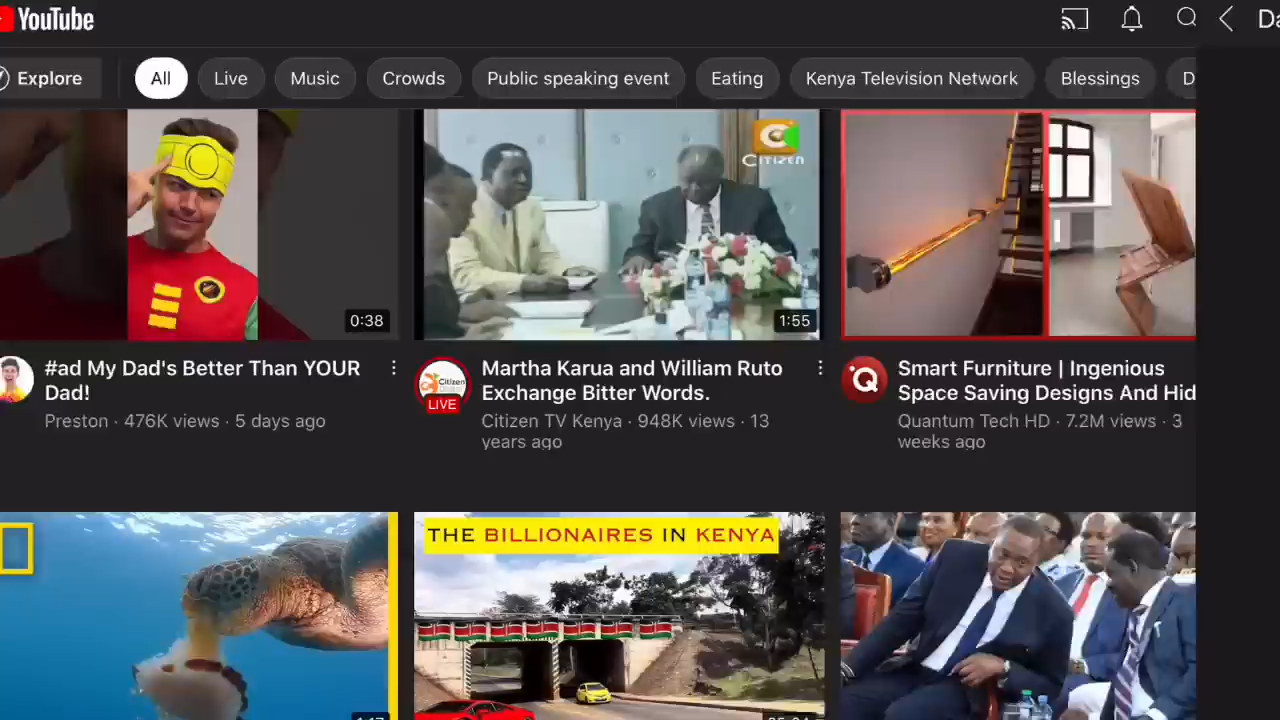 YouTube
Da
Explore
All
Live
Music
Crowds
Public speaking event
Eating
Kenya Television Network
Blessings
D
CITIZEN
0:38
1:55
#ad My Dad's Better Than YOUR
Dad!
Preston · 476K views · 5 days ago
Citizen
LIVE
Martha Karua and William Ruto
Exchange Bitter Words.
Citizen TV Kenya · 948K views · 13
years ago
Q
Smart Furniture | Ingenious
Space Saving Designs And Hid
Quantum Tech HD · 7.2M views · 3
weeks ago
THE BILLIONAIRES IN KENYA